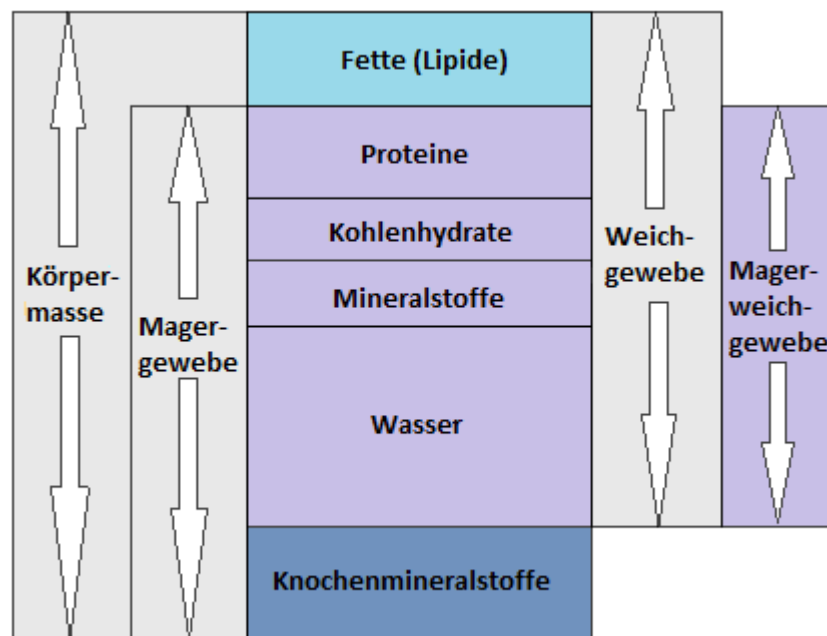 Fette (Lipide)
Proteine
Kohlenhydrate
Mineralstoffe
Wasser
Knochenmineralstoffe
Körper-
masse
Mager-
gewebe
Weich-
gewebe
Mager-
weich-
gewebe